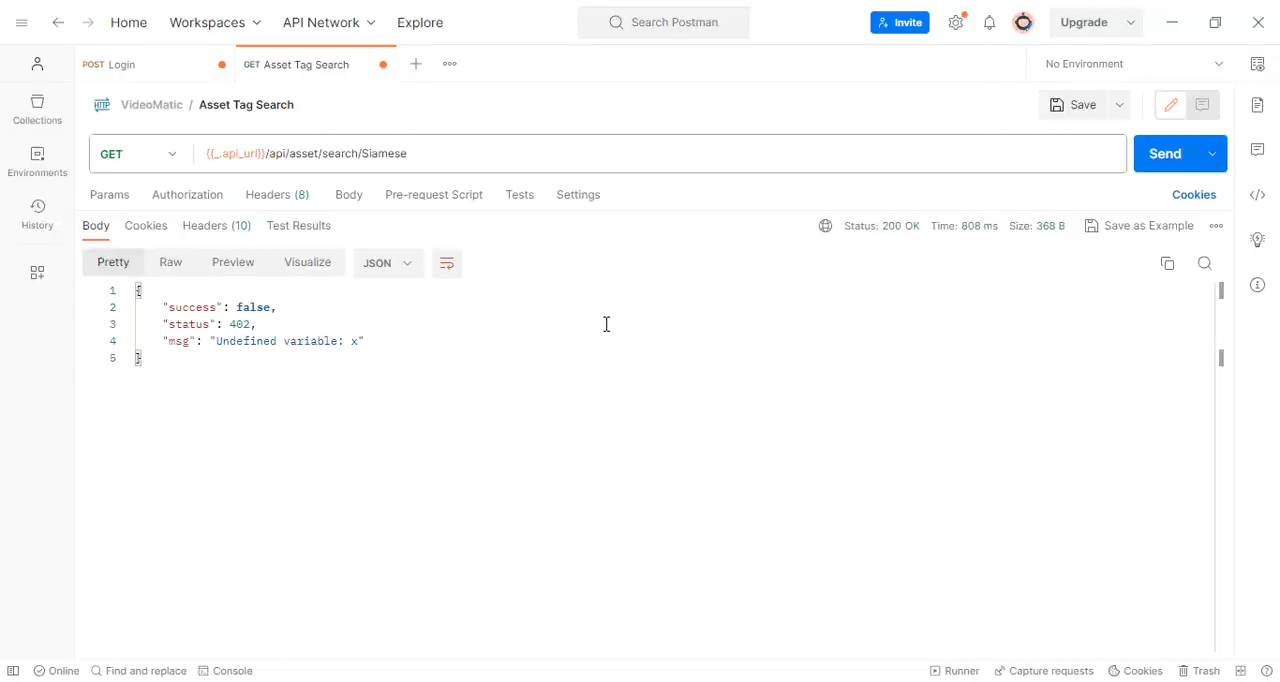 Home Workspaces API Network Explore Search Postman Invite Upgrade
POST Login GET Asset Tag Search No Environment
HTTP VideoMatic / Asset Tag Search Save
GET {{_.api_url}}/api/asset/search/Siamese Send
Params Authorization Headers (8) Body Pre-request Script Tests Settings Cookies
Body Cookies Headers (10) Test Results Status: 200 OK Time: 808 ms Size: 368 B Save as Example
Pretty Raw Preview Visualize JSON
1 {
2 "success": false,
3 "status": 402,
4 "msg": "Undefined variable: x"
5 }
Collections
Environments
History
Online Find and replace Console Runner Capture requests Cookies Trash